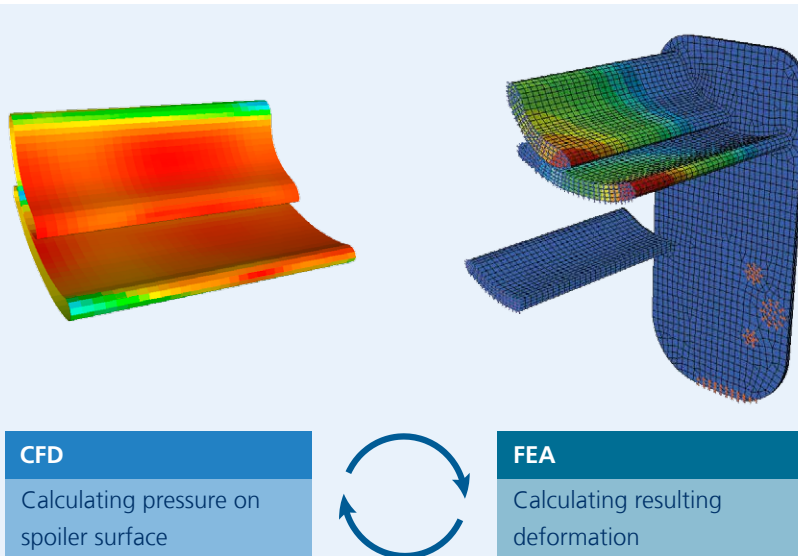 CFD
Calculating pressure on
spoiler surface
FEA
Calculating resulting
deformation